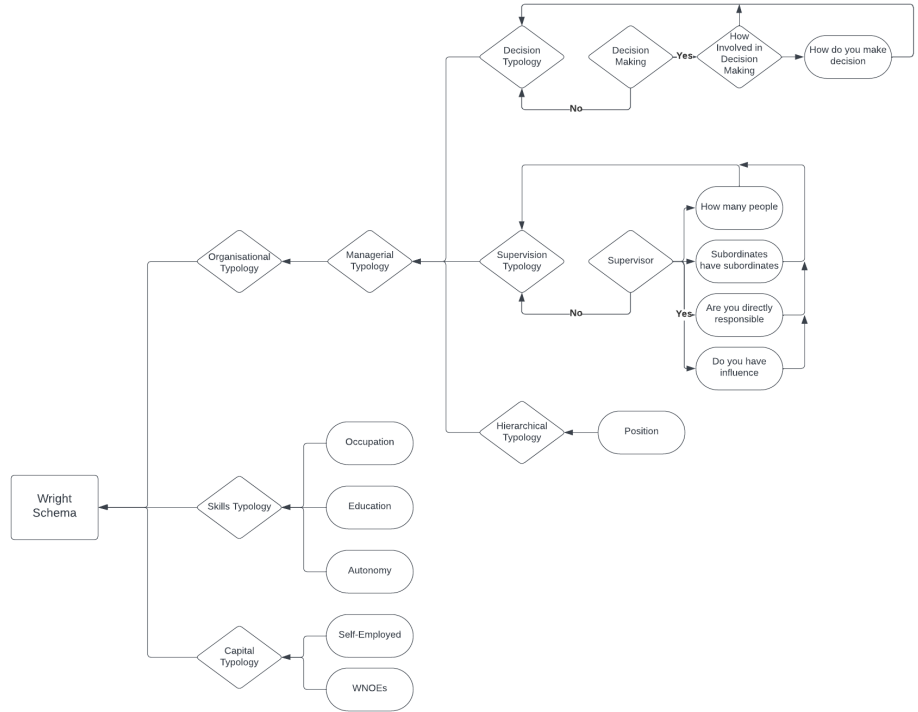 Decision
Typology
Decision
Making
Yes
How
Involved in
Decision
Making
How do you make
decision
No
How many people
Organisational
Typology
Managerial
Typology
Supervision
Typology
Supervisor
Subordinates
have subordinates
No
Yes
Are you directly
responsible
Do you have
influence
Hierarchical
Typology
Position
Occupation
Wright
Schema
Skills Typology
Education
Autonomy
Capital
Typology
Self-Employed
WNOEs